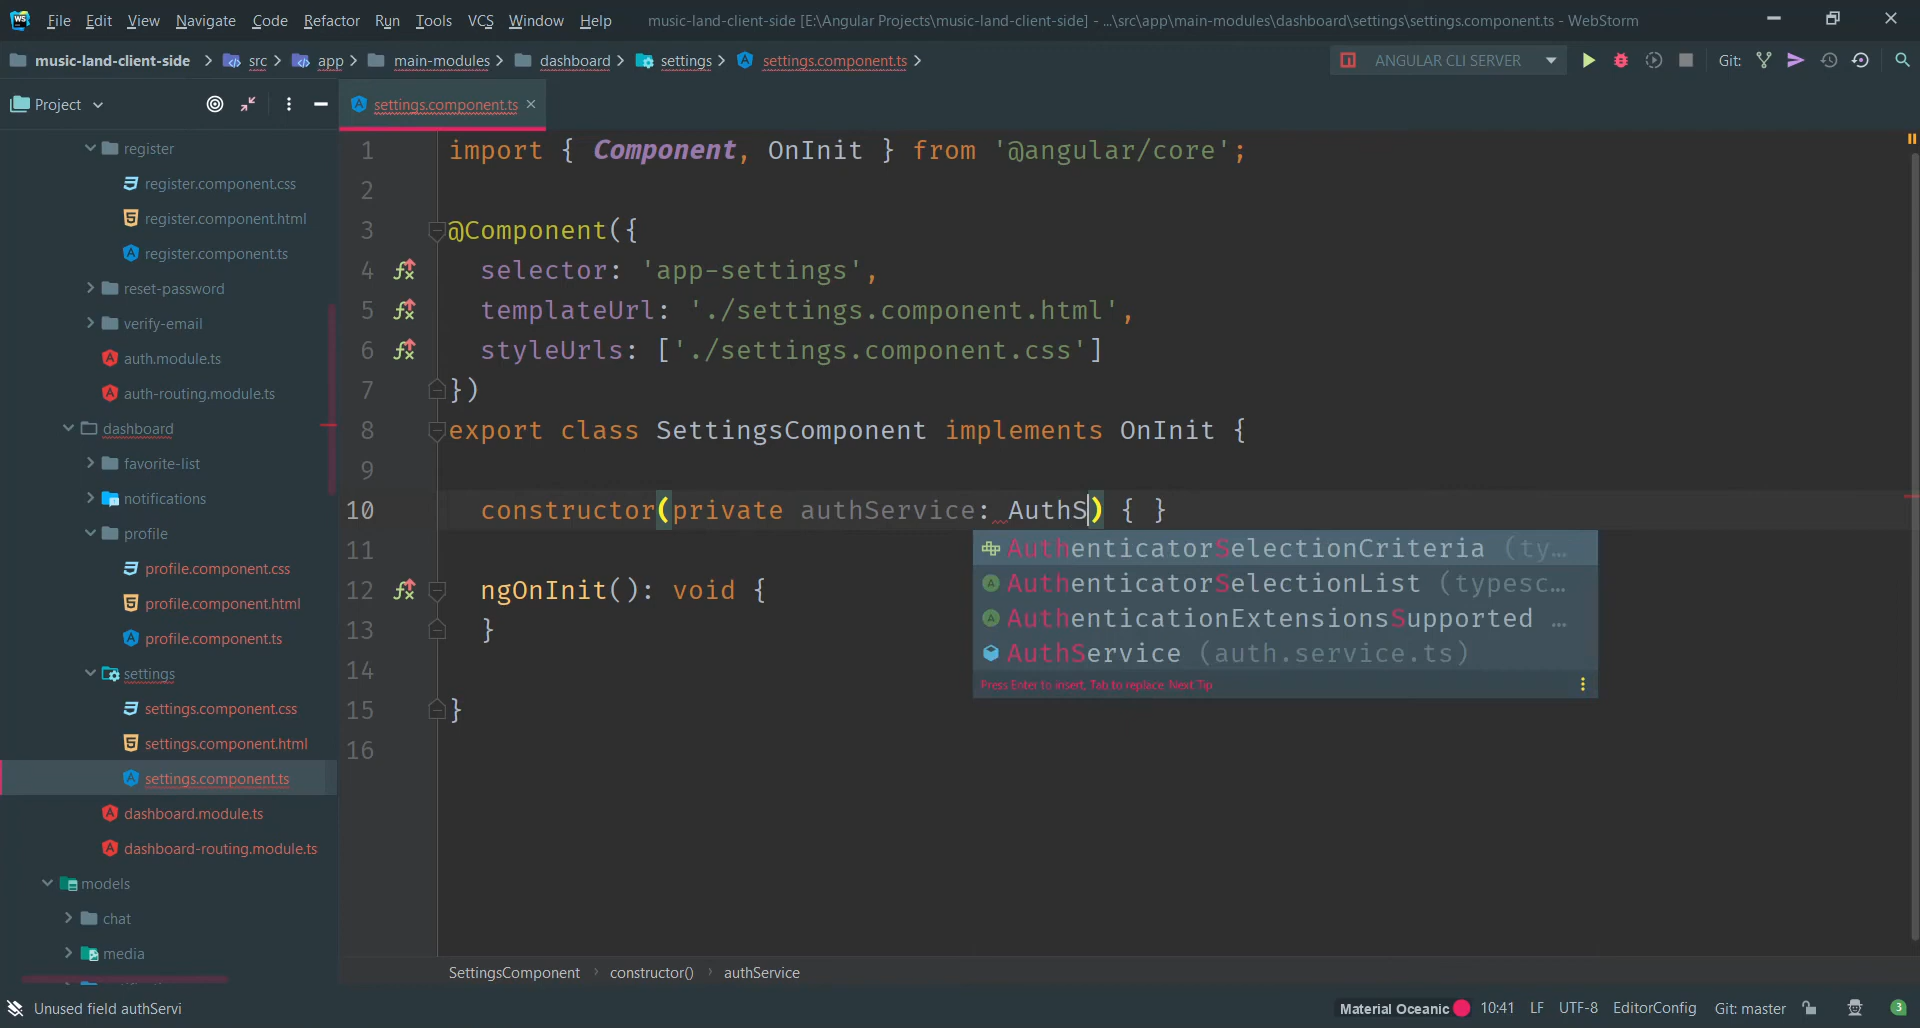 WS File Edit View Navigate Code Refactor Run Tools VCS Window Help music-land-client-side [E:\Angular Projects\music-land-client-side] - ...\src\app\main-modules\dashboard\settings\settings.component.ts - WebStorm
music-land-client-side src app main-modules dashboard settings settings.component.ts ANGULAR CLI SERVER Git:
Project
settings.component.ts
register
register.component.css
register.component.html
register.component.ts
reset-password
verify-email
auth.module.ts
auth-routing.module.ts
dashboard
favorite-list
notifications
profile
profile.component.css
profile.component.html
profile.component.ts
settings
settings.component.css
settings.component.html
settings.component.ts
dashboard.module.ts
dashboard-routing.module.ts
models
chat
media
1 import { Component, OnInit } from '@angular/core';
2
3 @Component({
4 selector: 'app-settings',
5 templateUrl: './settings.component.html',
6 styleUrls: ['./settings.component.css']
7 })
8 export class SettingsComponent implements OnInit {
9
10 constructor(private authService: AuthS) { }
11
12 ngOnInit(): void {
13 }
14
15 }
16
AuthenticatorSelectionCriteria (ty...
AuthenticatorSelectionList (typesc...
AuthenticationExtensionsSupported ...
AuthService (auth.service.ts)
Press Enter to insert, Tab to replace Next Tip
SettingsComponent constructor() authService
Unused field authServi Material Oceanic 10:41 LF UTF-8 EditorConfig Git: master 3